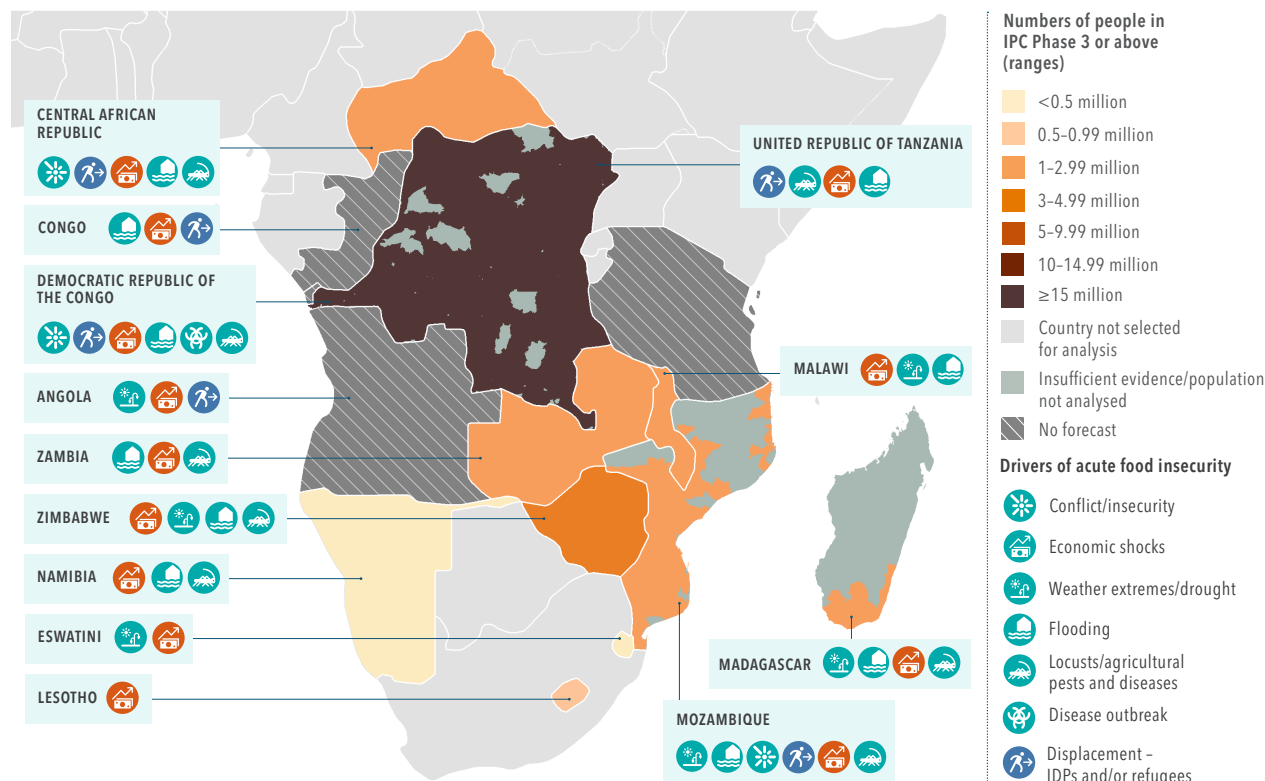 CENTRAL AFRICAN
REPUBLIC
CONGO
DEMOCRATIC REPUBLIC OF
THE CONGO
ANGOLA
ZAMBIA
ZIMBABWE
NAMIBIA
ESWATINI
LESOTHO
UNITED REPUBLIC OF TANZANIA
MALAWI
MADAGASCAR
MOZAMBIQUE
Numbers of people in
IPC Phase 3 or above
(ranges)
<0.5 million
0.5–0.99 million
1–2.99 million
3–4.99 million
5–9.99 million
10–14.99 million
≥15 million
Country not selected
for analysis
Insufficient evidence/population
not analysed
No forecast
Drivers of acute food insecurity
Conflict/insecurity
Economic shocks
Weather extremes/drought
Flooding
Locusts/agricultural
pests and diseases
Disease outbreak
Displacement –
IDPs and/or refugees